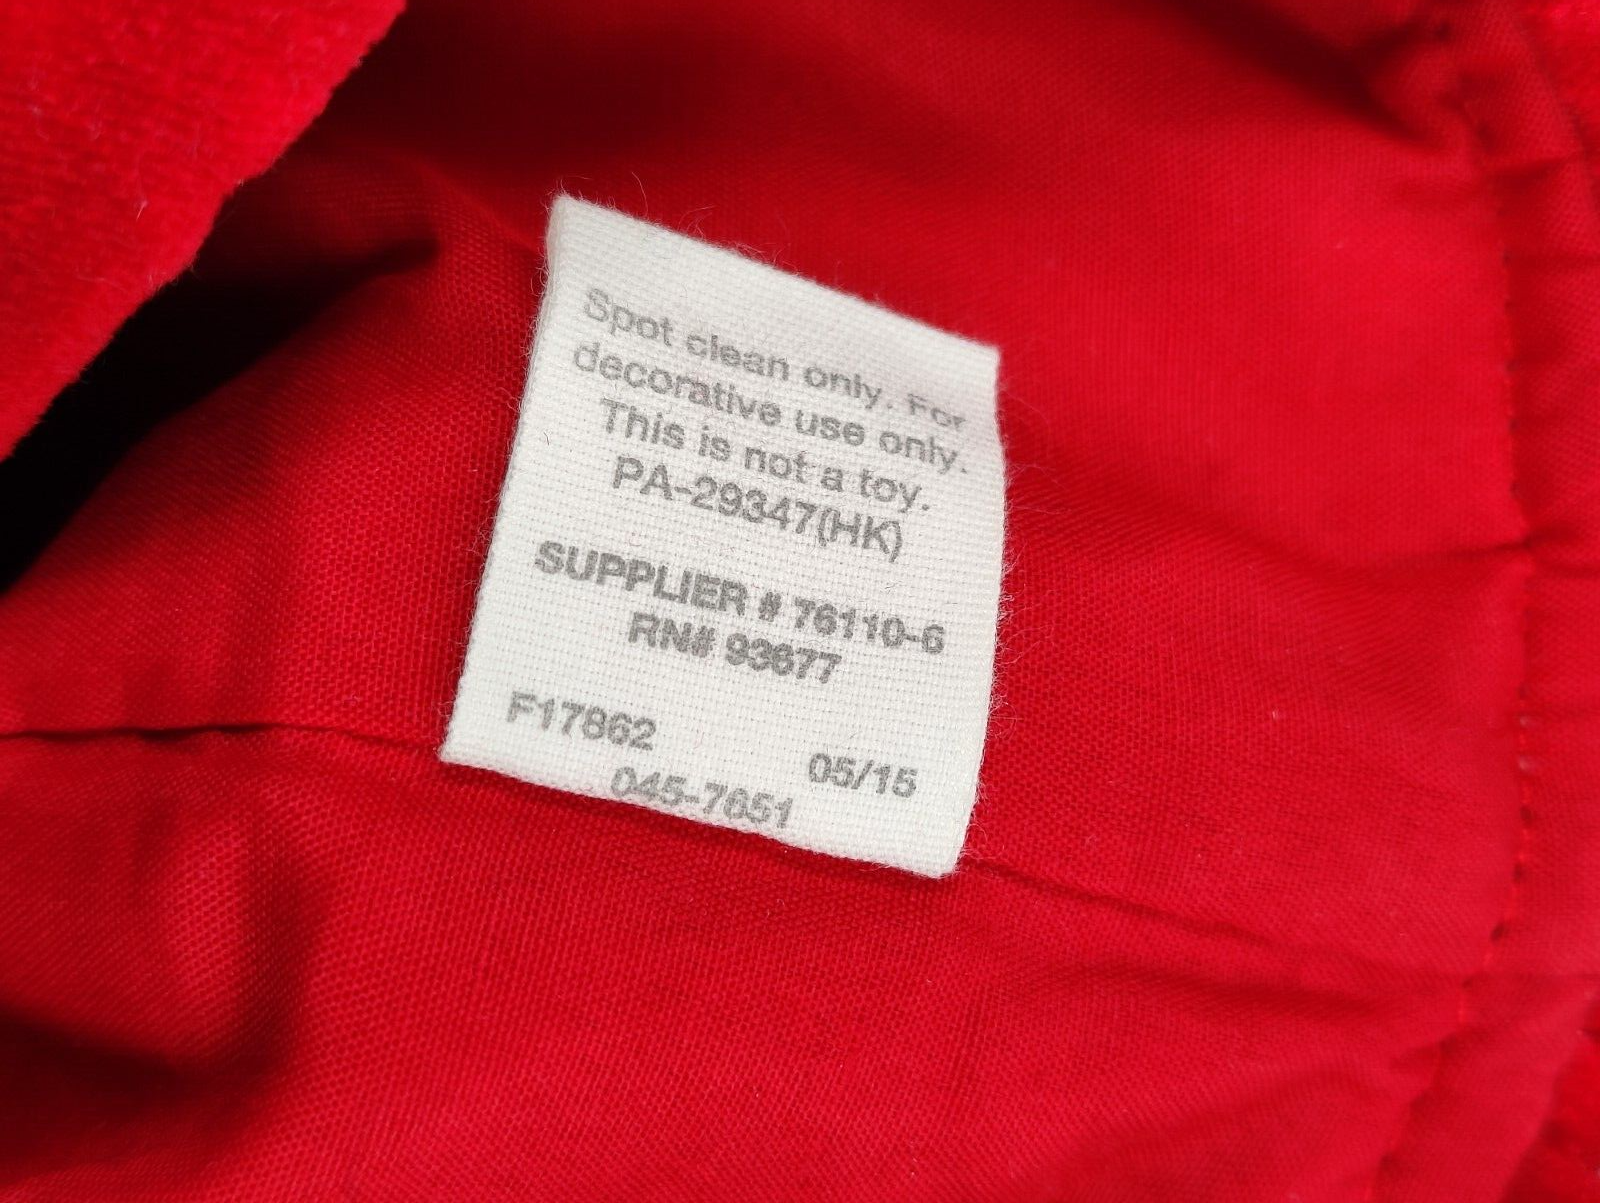 Spot clean only. For
decorative use only.
This is not a toy.
PA-29347(HK)
SUPPLIER # 76110-6
RN# 93677
F17862
05/15
045-7651